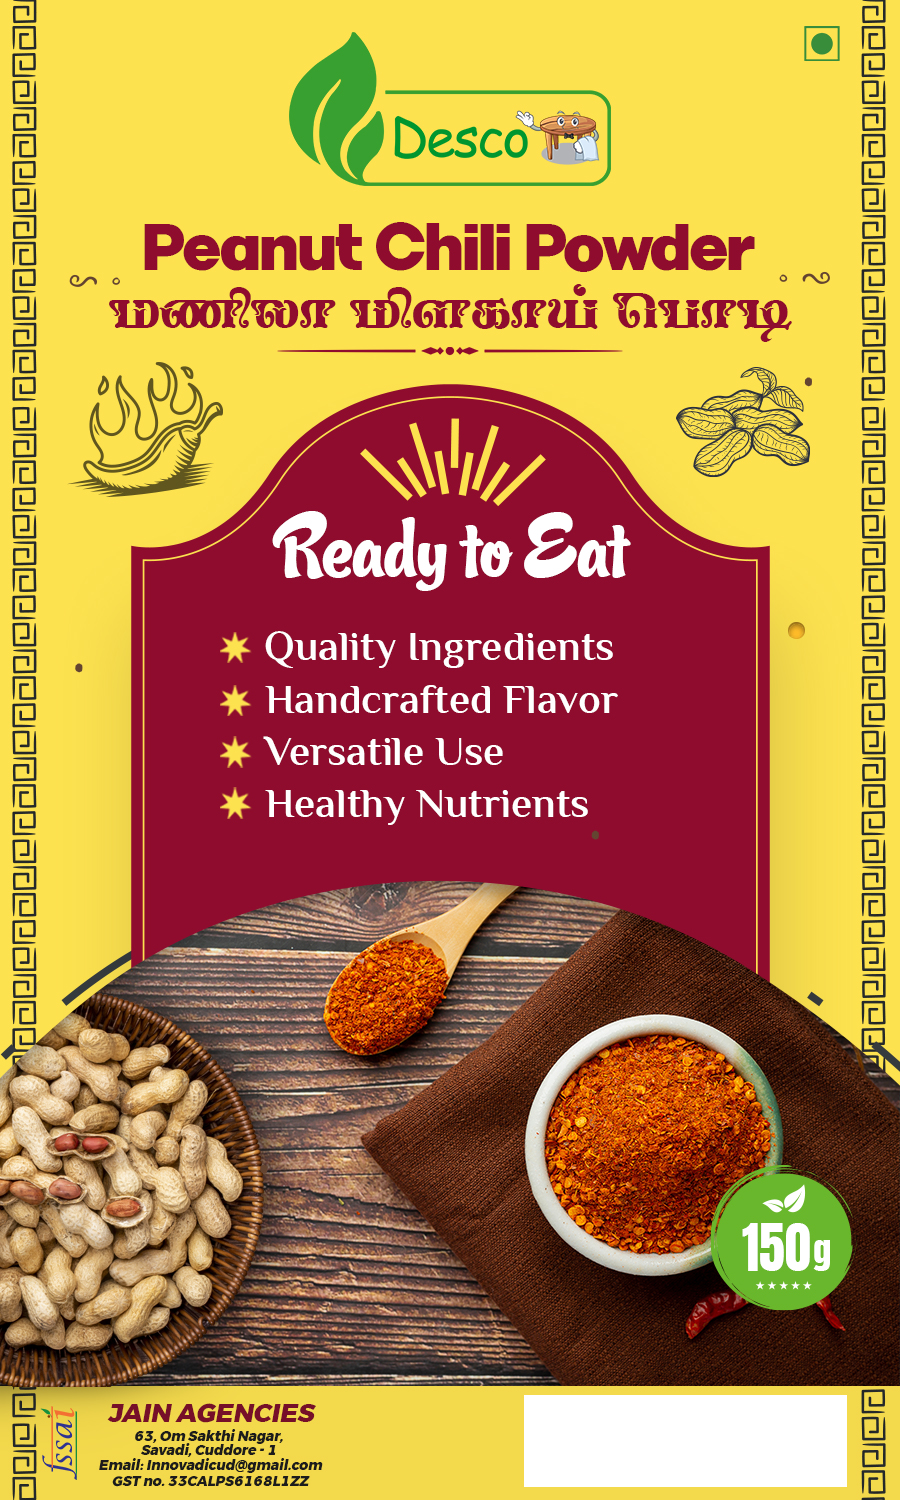 Desco
Peanut Chili Powder
மணிலா மிளகாய் பொடி
Ready to Eat
Quality Ingredients
Handcrafted Flavor
Versatile Use
Healthy Nutrients
150g
fssai
JAIN AGENCIES
63, Om Sakthi Nagar,
Savadi, Cuddore - 1
Email: Innovadicud@gmail.com
GST no. 33CALPS6168L1ZZ